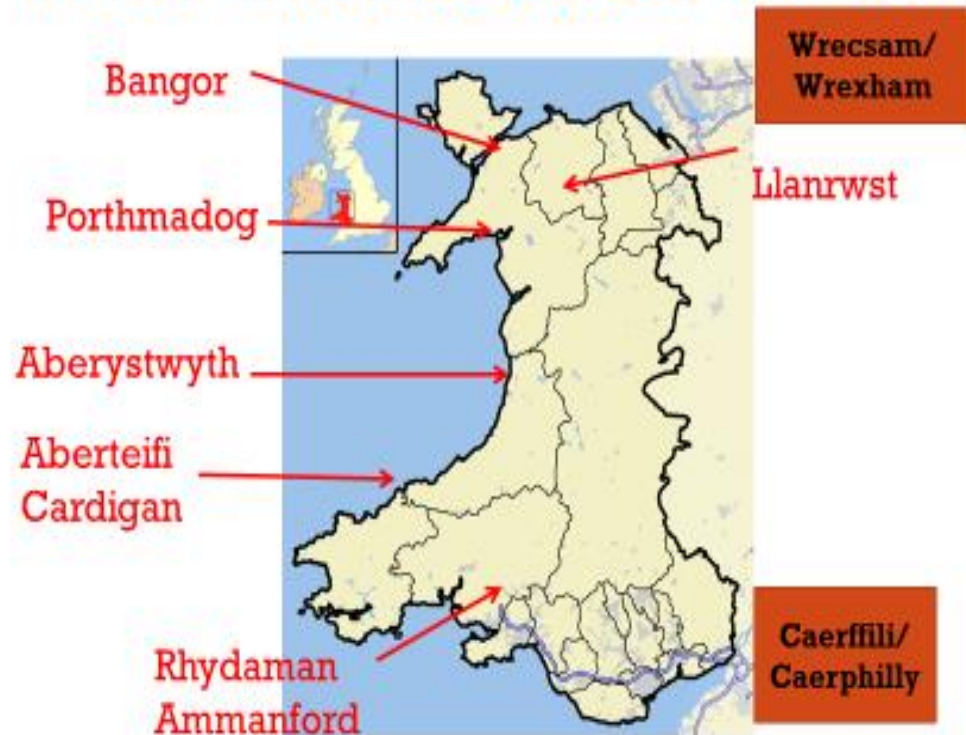 Wrecsam/
Wrexham
Bangor
Llanrwst
Porthmadog
Aberystwyth
Aberteifi
Cardigan
Caerffili/
Caerphilly
Rhydaman
Ammanford